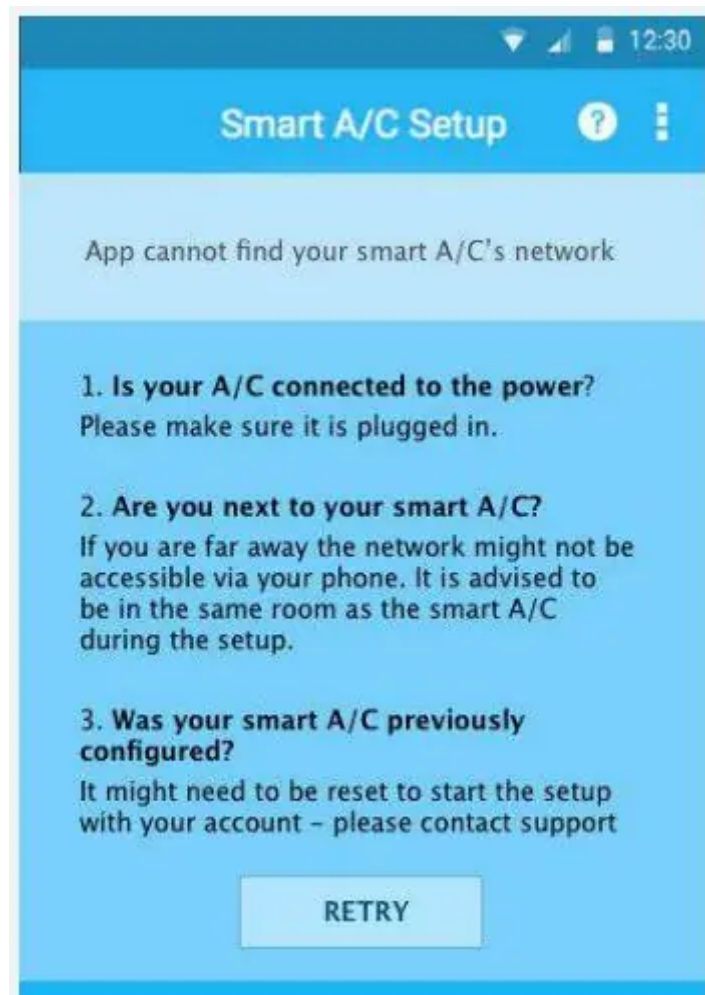 12:30
Smart A/C Setup ?
App cannot find your smart A/C's network
1. Is your A/C connected to the power?
Please make sure it is plugged in.
2. Are you next to your smart A/C?
If you are far away the network might not be
accessible via your phone. It is advised to
be in the same room as the smart A/C
during the setup.
3. Was your smart A/C previously
configured?
It might need to be reset to start the setup
with your account – please contact support
RETRY